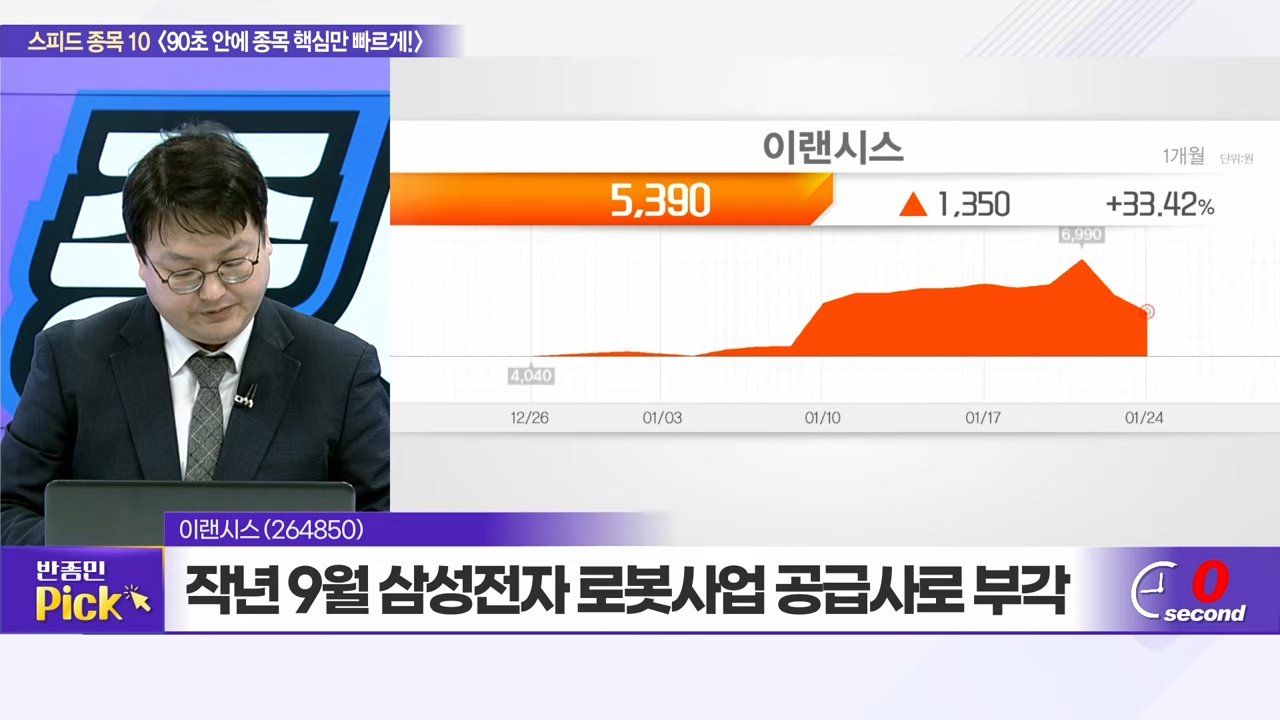 스피드 종목 10 〈90초 안에 종목 핵심만 빠르게!〉
이랜시스
1개월 단위:원
5,390 ▲ 1,350 +33.42%
6,990
4,040
12/26 01/03 01/10 01/17 01/24
이랜시스(264850)
반종민
Pick
작년 9월 삼성전자 로봇사업 공급사로 부각
0
second